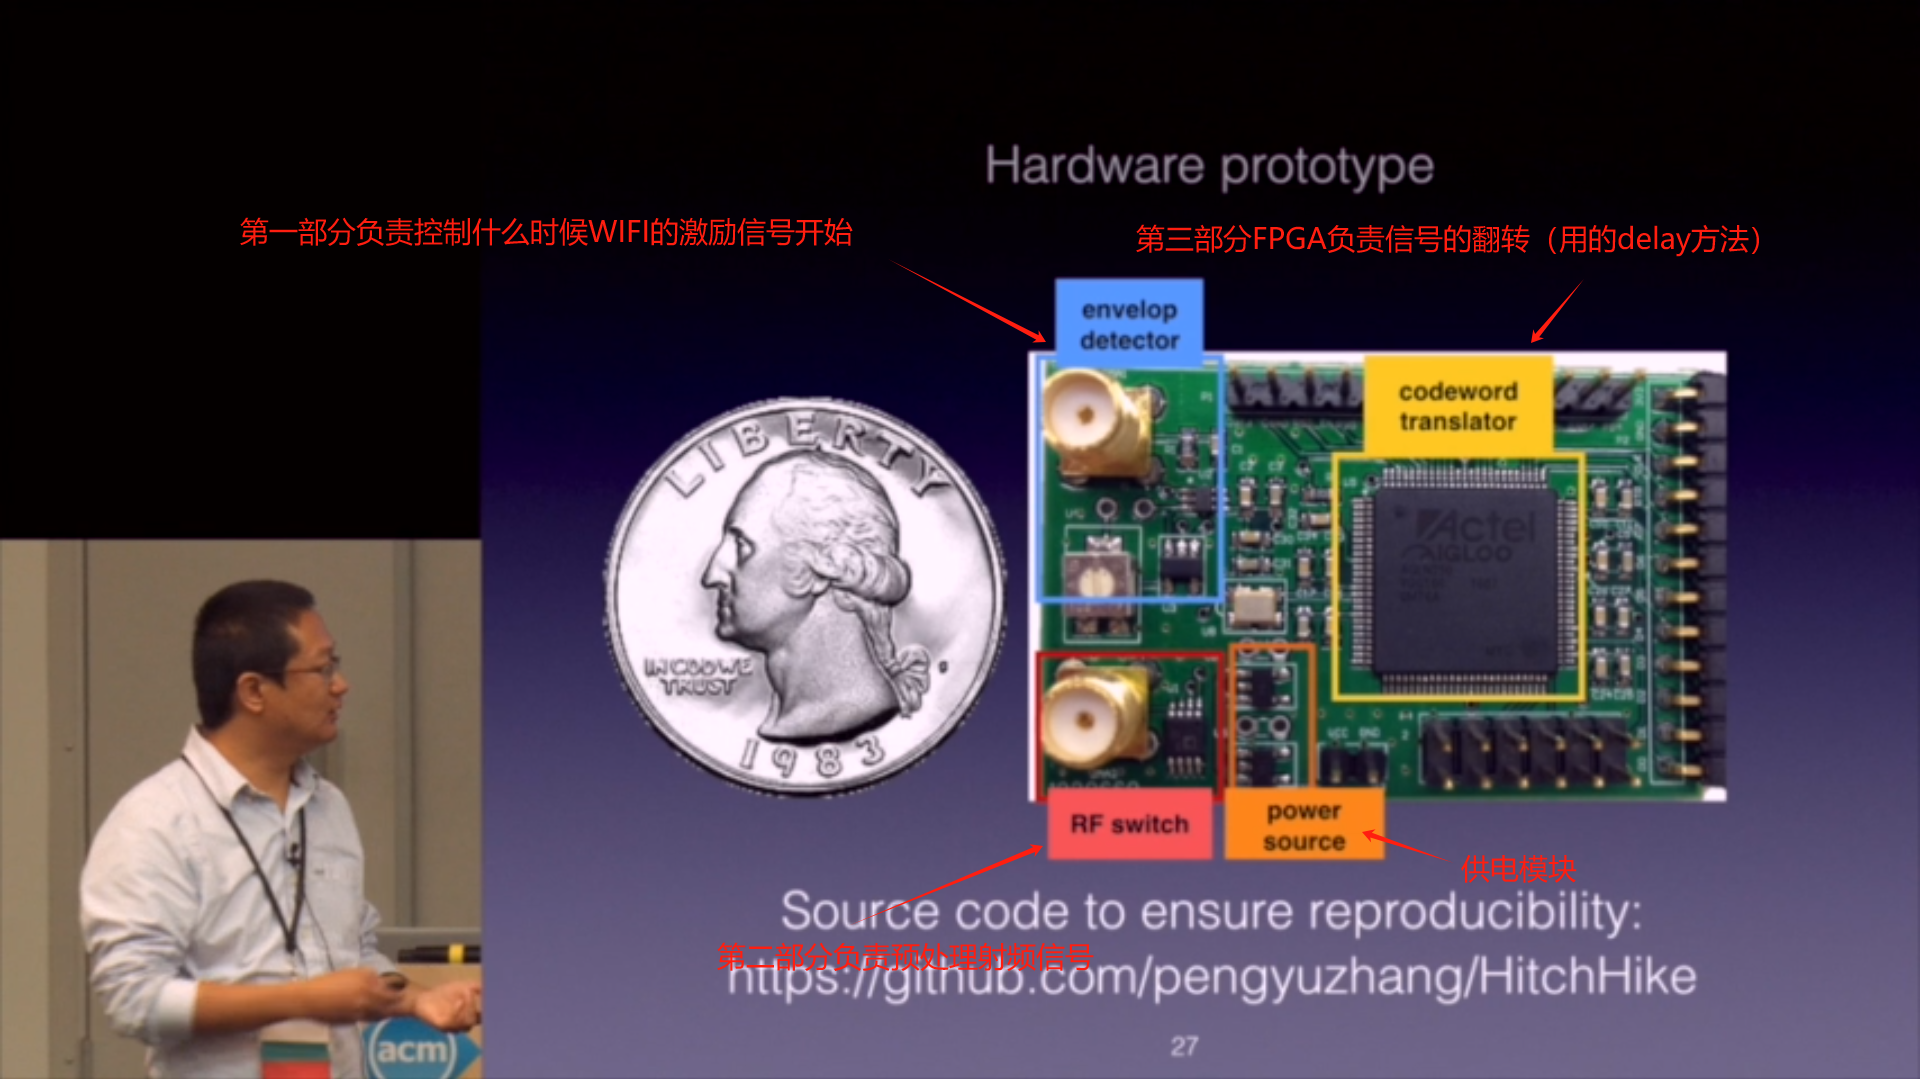 Hardware prototype
第一部分负责控制什么时候WIFI的激励信号开始
第三部分FPGA负责信号的翻转（用的delay方法）
envelop
detector
codeword
translator
LIBERTY
IN GOD WE
TRUST
1983
Actel
IGLOO
VCC GND
RF switch
power
source
供电模块
Source code to ensure reproducibility:
第二部分负责预处理射频信号
https://github.com/pengyuzhang/HitchHike
27
acm